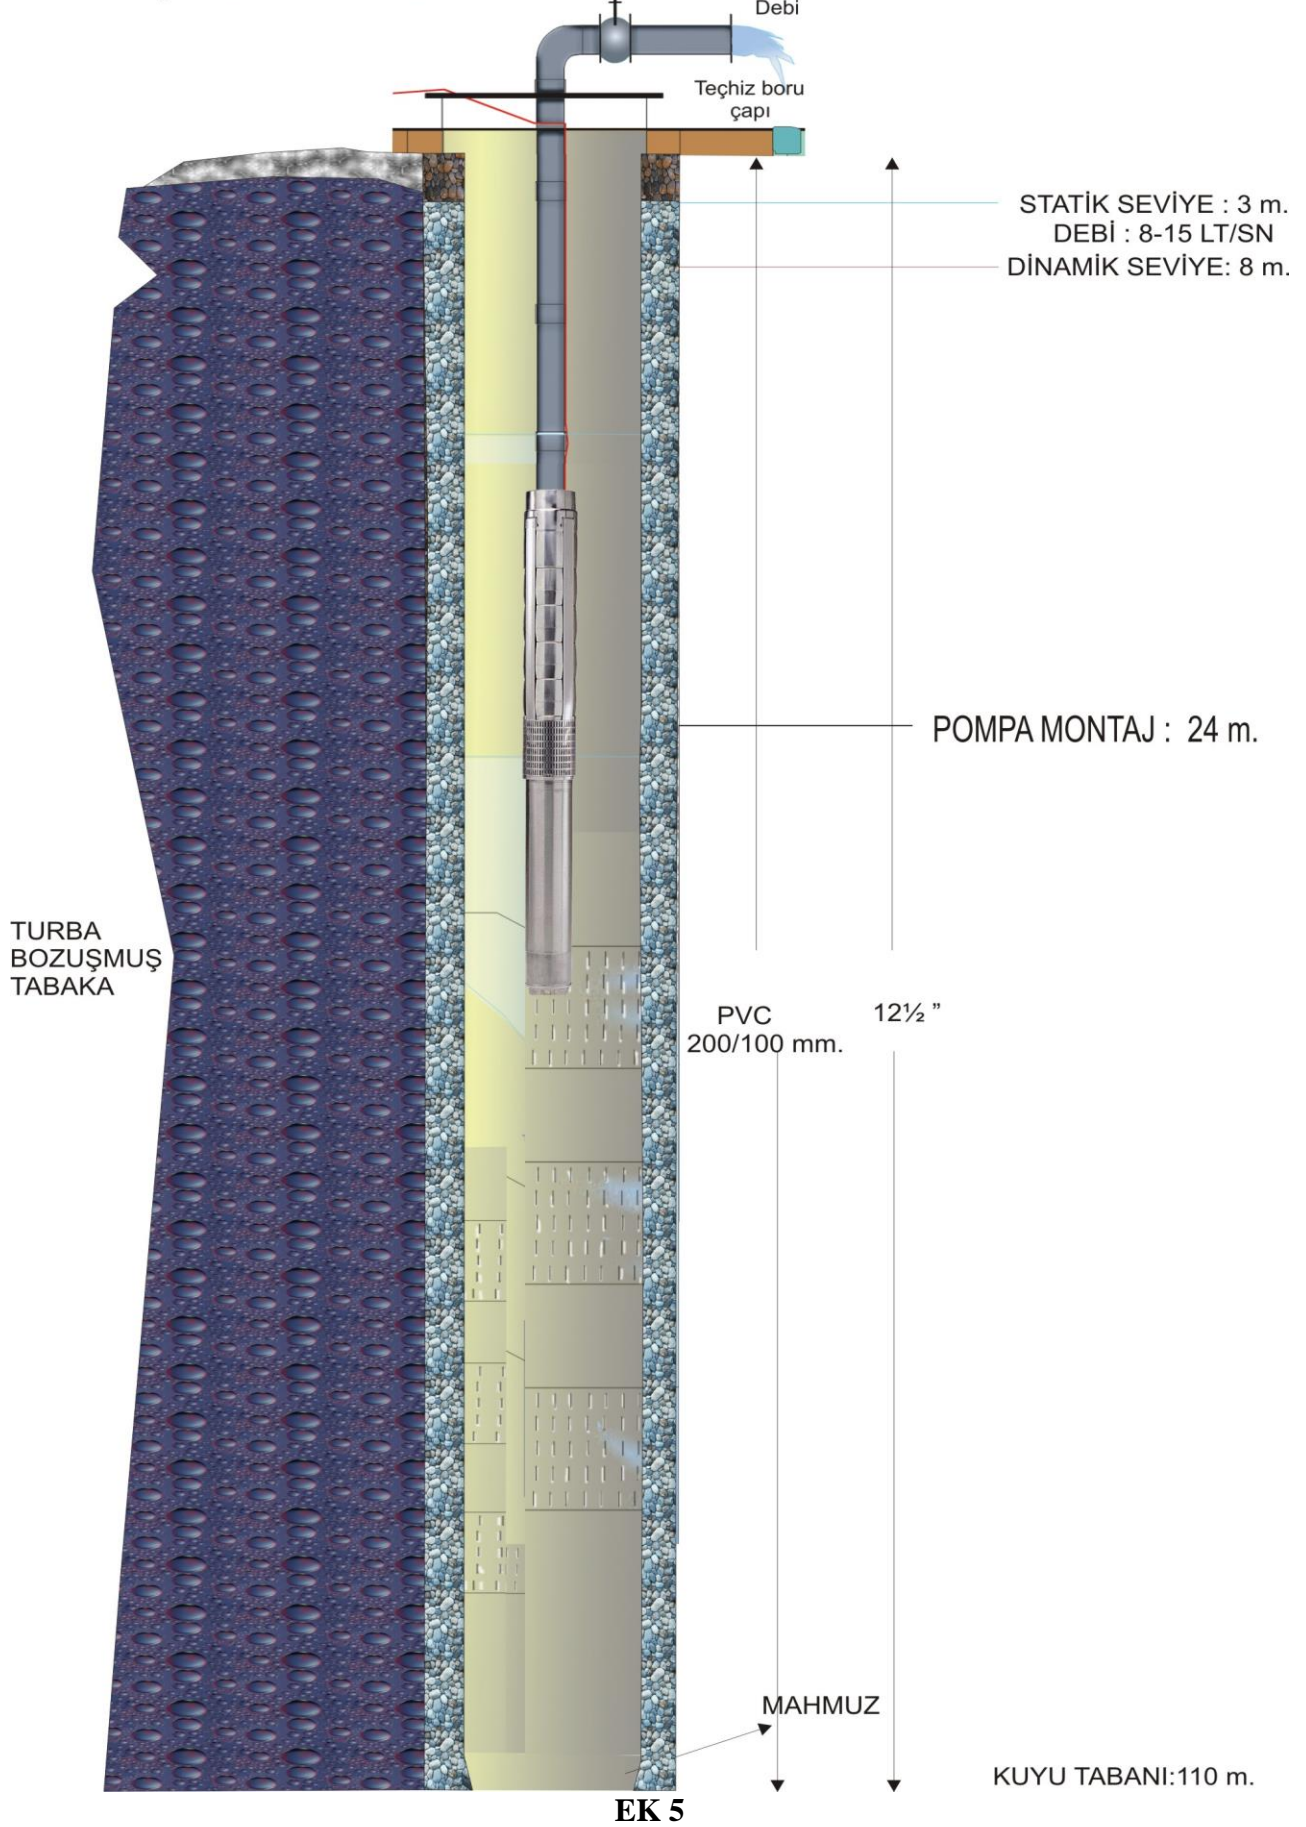 Debi
Teçhiz boru
çapı
STATİK SEVİYE : 3 m.
DEBİ : 8-15 LT/SN
DİNAMİK SEVİYE: 8 m.
POMPA MONTAJ : 24 m.
TURBA
BOZUŞMUŞ
TABAKA
PVC
200/100 mm.
12½ ”
MAHMUZ
KUYU TABANI:110 m.
EK 5